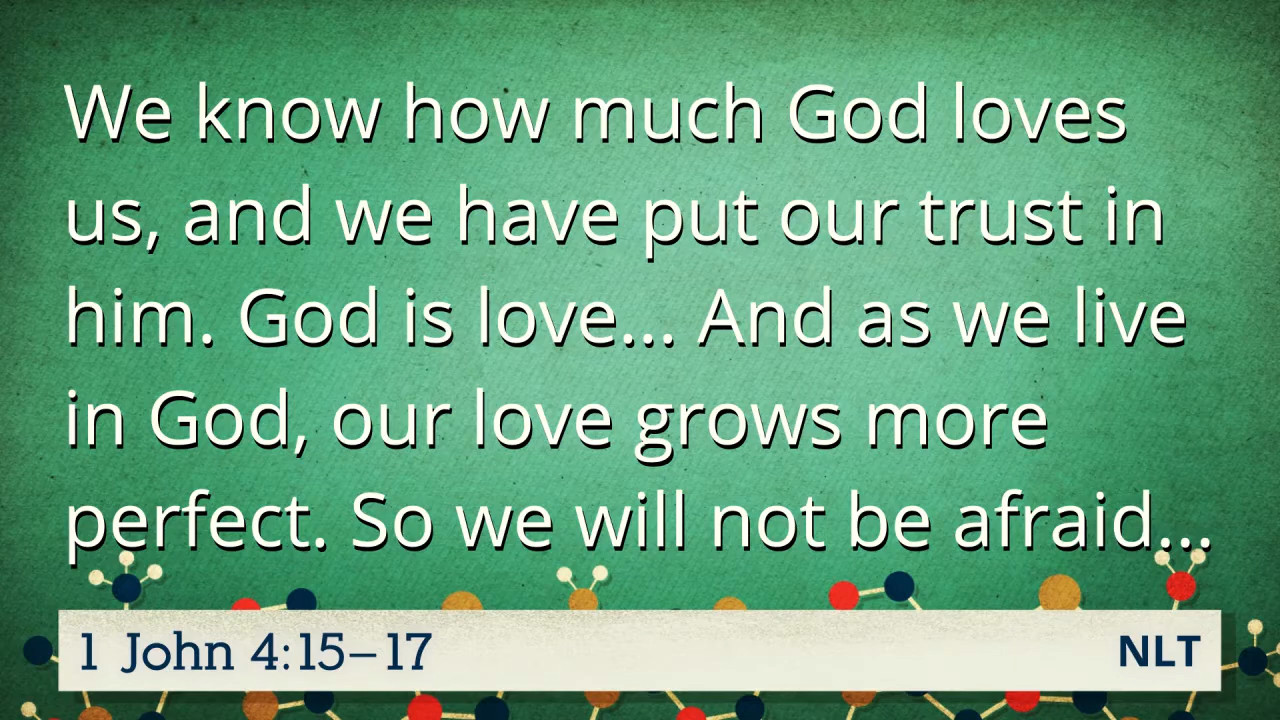 We know how much God loves
us, and we have put our trust in
him. God is love... And as we live
in God, our love grows more
perfect. So we will not be afraid...
1 John 4:15–17 NLT